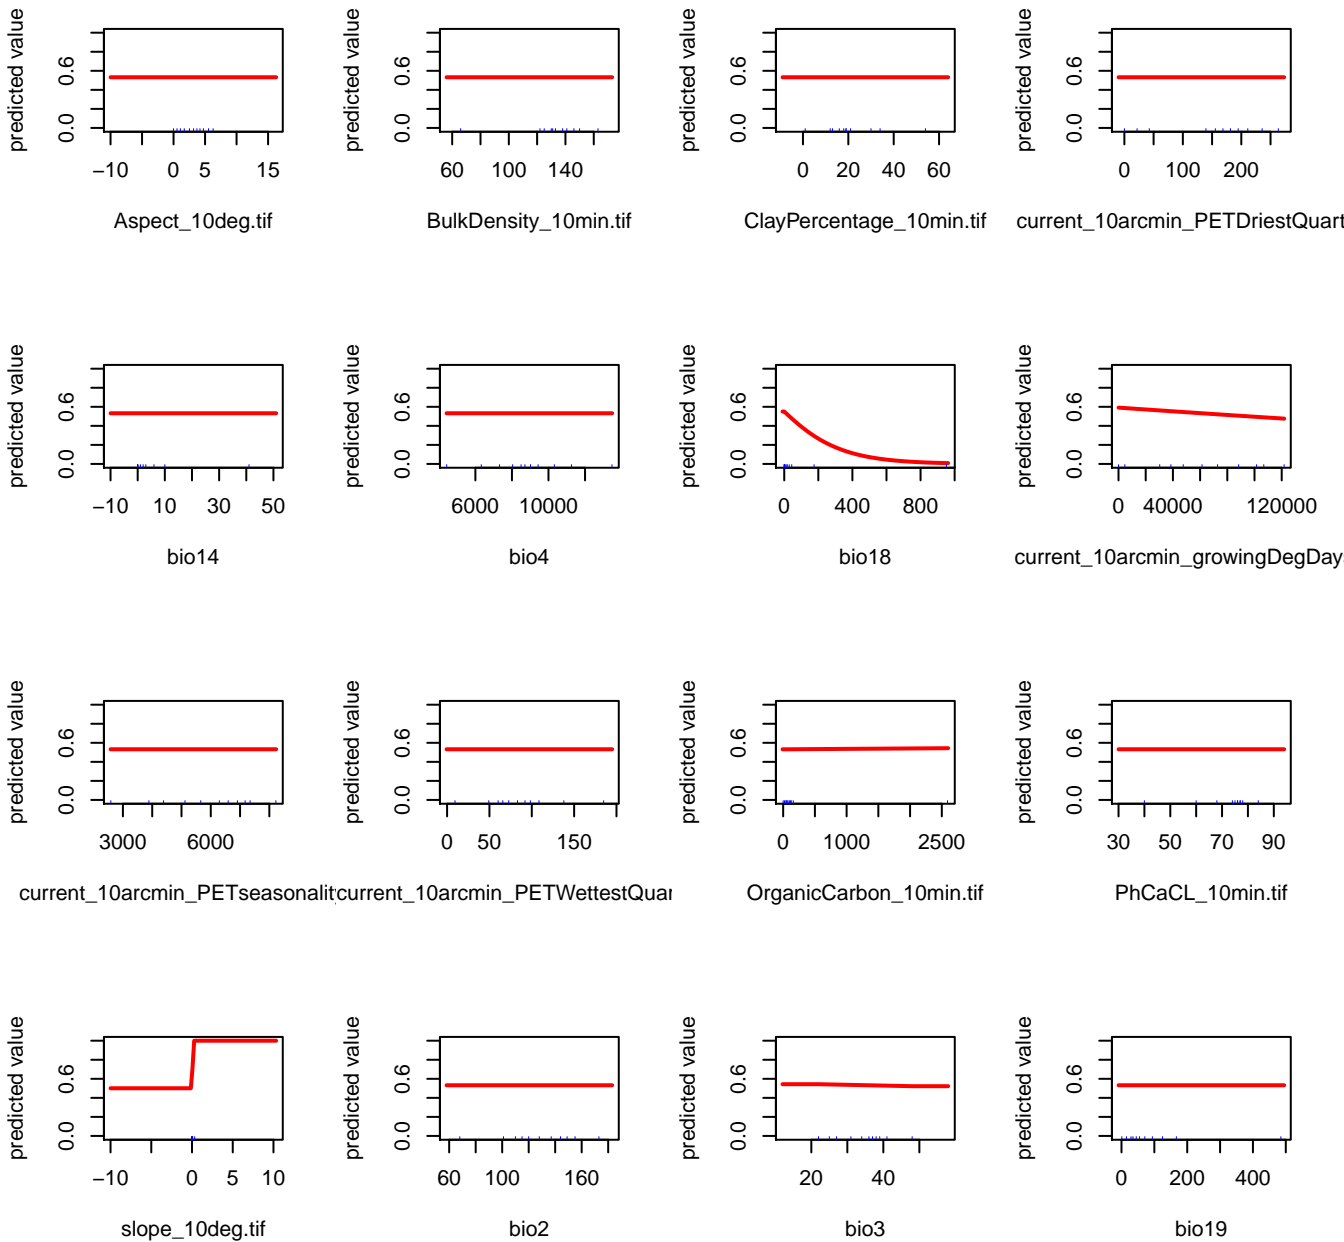 predicted value predicted value predicted value predicted value
0.0 0.6 0.0 0.6 0.0 0.6 0.0 0.6
−10 0 5 15 60 100 140 0 20 40 60 0 100 200
Aspect_10deg.tif BulkDensity_10min.tif ClayPercentage_10min.tif current_10arcmin_PETDriestQuart
predicted value predicted value predicted value predicted value
0.0 0.6 0.0 0.6 0.0 0.6 0.0 0.6
−10 10 30 50 6000 10000 0 400 800 0 40000 120000
bio14 bio4 bio18 current_10arcmin_growingDegDay
predicted value predicted value predicted value predicted value
0.0 0.6 0.0 0.6 0.0 0.6 0.0 0.6
3000 6000 0 50 150 0 1000 2500 30 50 70 90
current_10arcmin_PETseasonality current_10arcmin_PETWettestQuar OrganicCarbon_10min.tif PhCaCL_10min.tif
predicted value predicted value predicted value predicted value
0.0 0.6 0.0 0.6 0.0 0.6 0.0 0.6
−10 0 5 10 60 100 160 20 40 0 200 400
slope_10deg.tif bio2 bio3 bio19